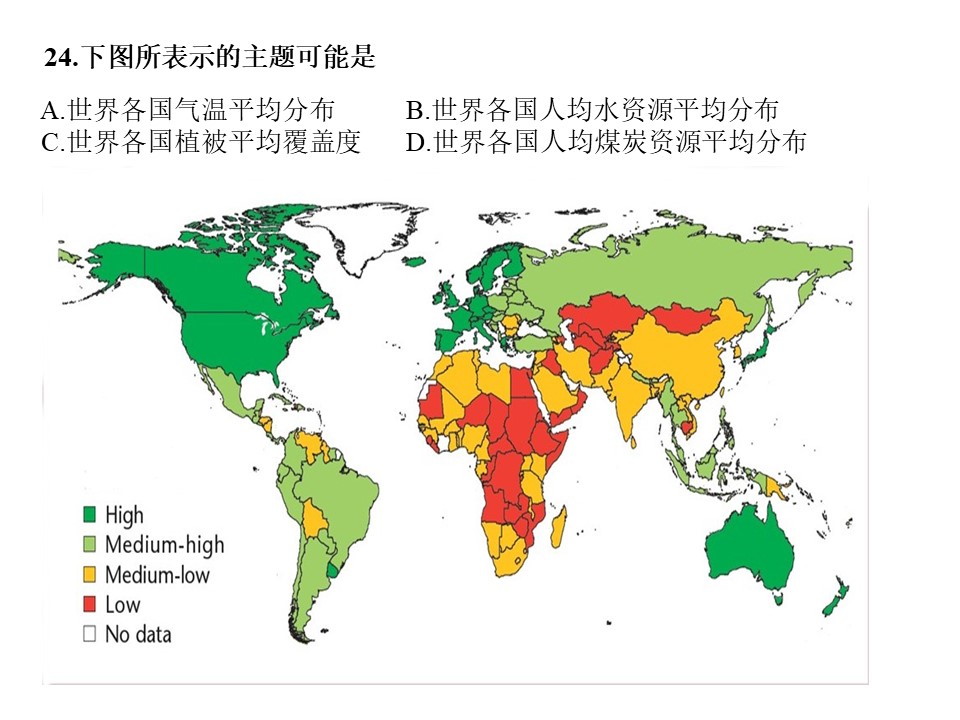 24.下图所表示的主题可能是
A.世界各国气温平均分布 B.世界各国人均水资源平均分布
C.世界各国植被平均覆盖度 D.世界各国人均煤炭资源平均分布
High
Medium-high
Medium-low
Low
No data